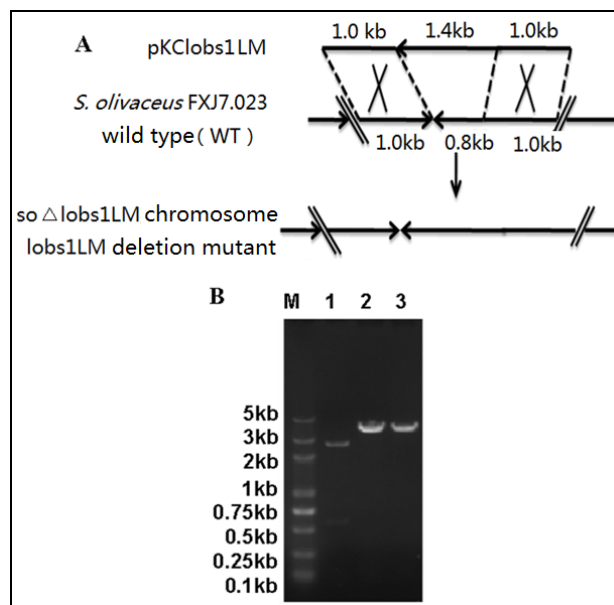 A
pKClobs1LM
1.0 kb 1.4kb 1.0kb
S. olivaceus FXJ7.023
wild type( WT )
1.0kb 0.8kb 1.0kb
so △ lobs1LM chromosome
lobs1LM deletion mutant
B
M 1 2 3
5kb
3kb
2kb
1kb
0.75kb
0.5kb
0.25kb
0.1kb